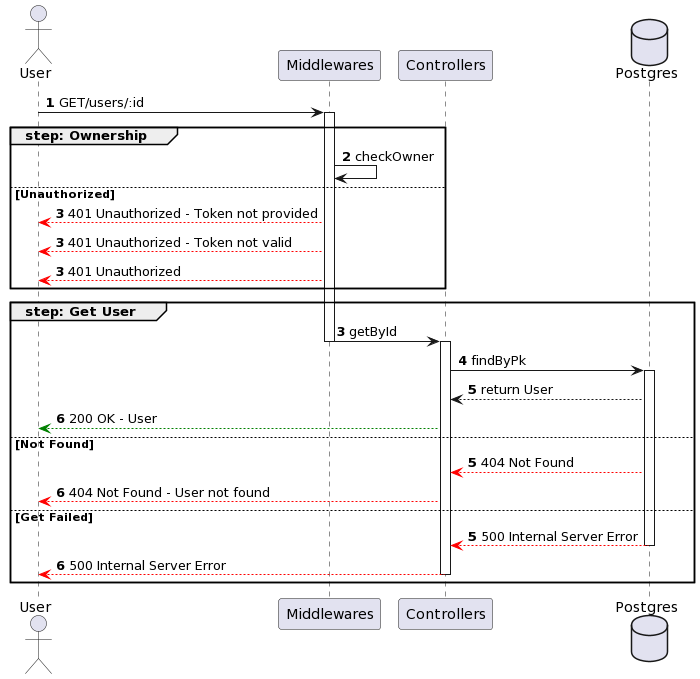 User
Middlewares
Controllers
Postgres
1 GET/users/:id
step: Ownership
2 checkOwner
[Unauthorized]
3 401 Unauthorized - Token not provided
3 401 Unauthorized - Token not valid
3 401 Unauthorized
step: Get User
3 getById
4 findByPk
5 return User
6 200 OK - User
[Not Found]
5 404 Not Found
6 404 Not Found - User not found
[Get Failed]
5 500 Internal Server Error
6 500 Internal Server Error
User
Middlewares
Controllers
Postgres